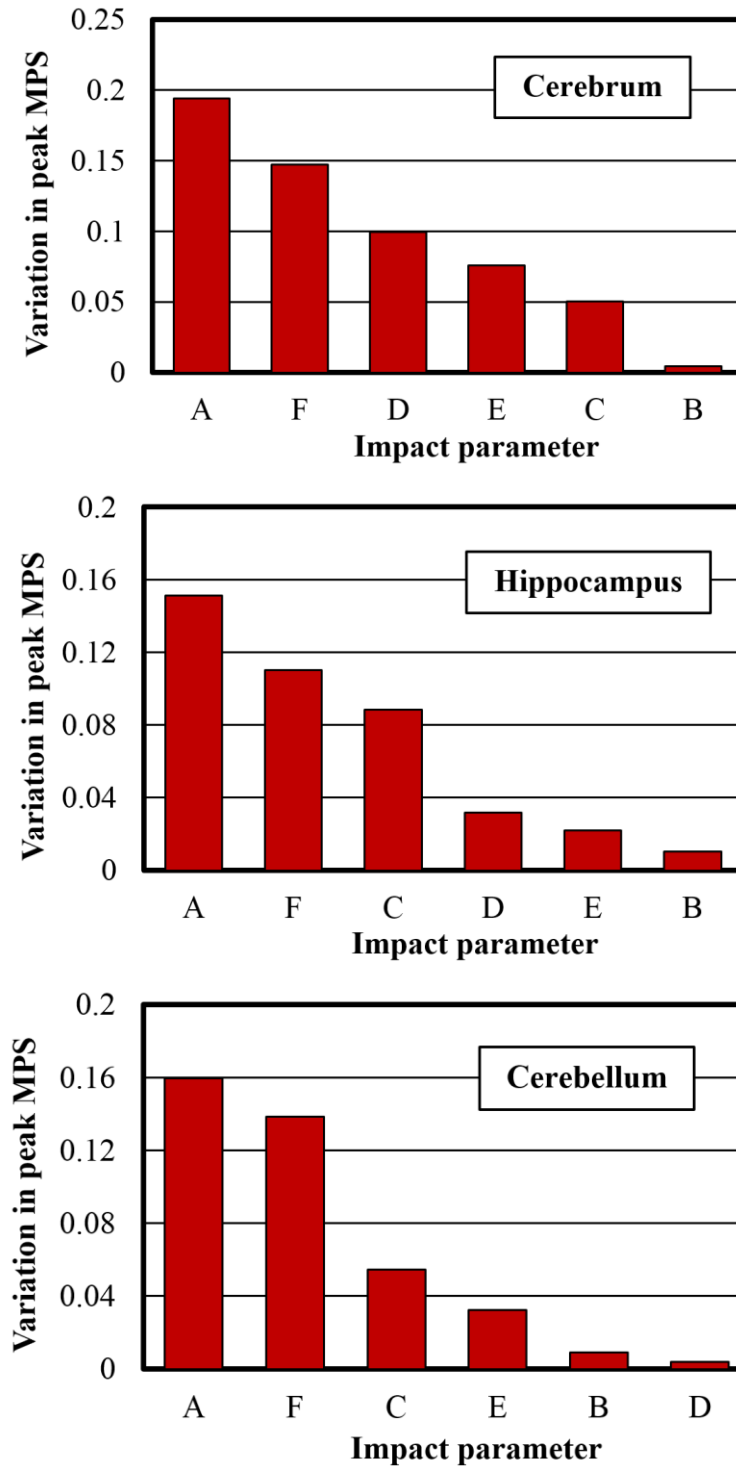 Variation in peak MPS
0.25
0.2
0.15
0.1
0.05
0
Cerebrum
A F D E C B
Impact parameter
Variation in peak MPS
0.2
0.16
0.12
0.08
0.04
0
Hippocampus
A F C D E B
Impact parameter
Variation in peak MPS
0.2
0.16
0.12
0.08
0.04
0
Cerebellum
A F C E B D
Impact parameter